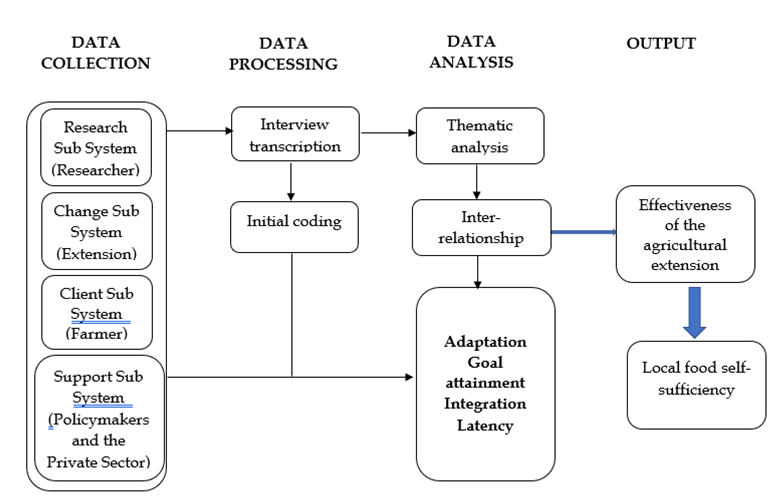 DATA
COLLECTION
DATA
PROCESSING
DATA
ANALYSIS
OUTPUT
Research
Sub System
(Researcher)
Change Sub
System
(Extension)
Client Sub
System
(Farmer)
Support Sub
System
(Policymakers
and the
Private Sector)
Interview
transcription
Initial coding
Thematic
analysis
Inter-
relationship
Adaptation
Goal
attainment
Integration
Latency
Effectiveness
of the
agricultural
extension
Local food self-
sufficiency